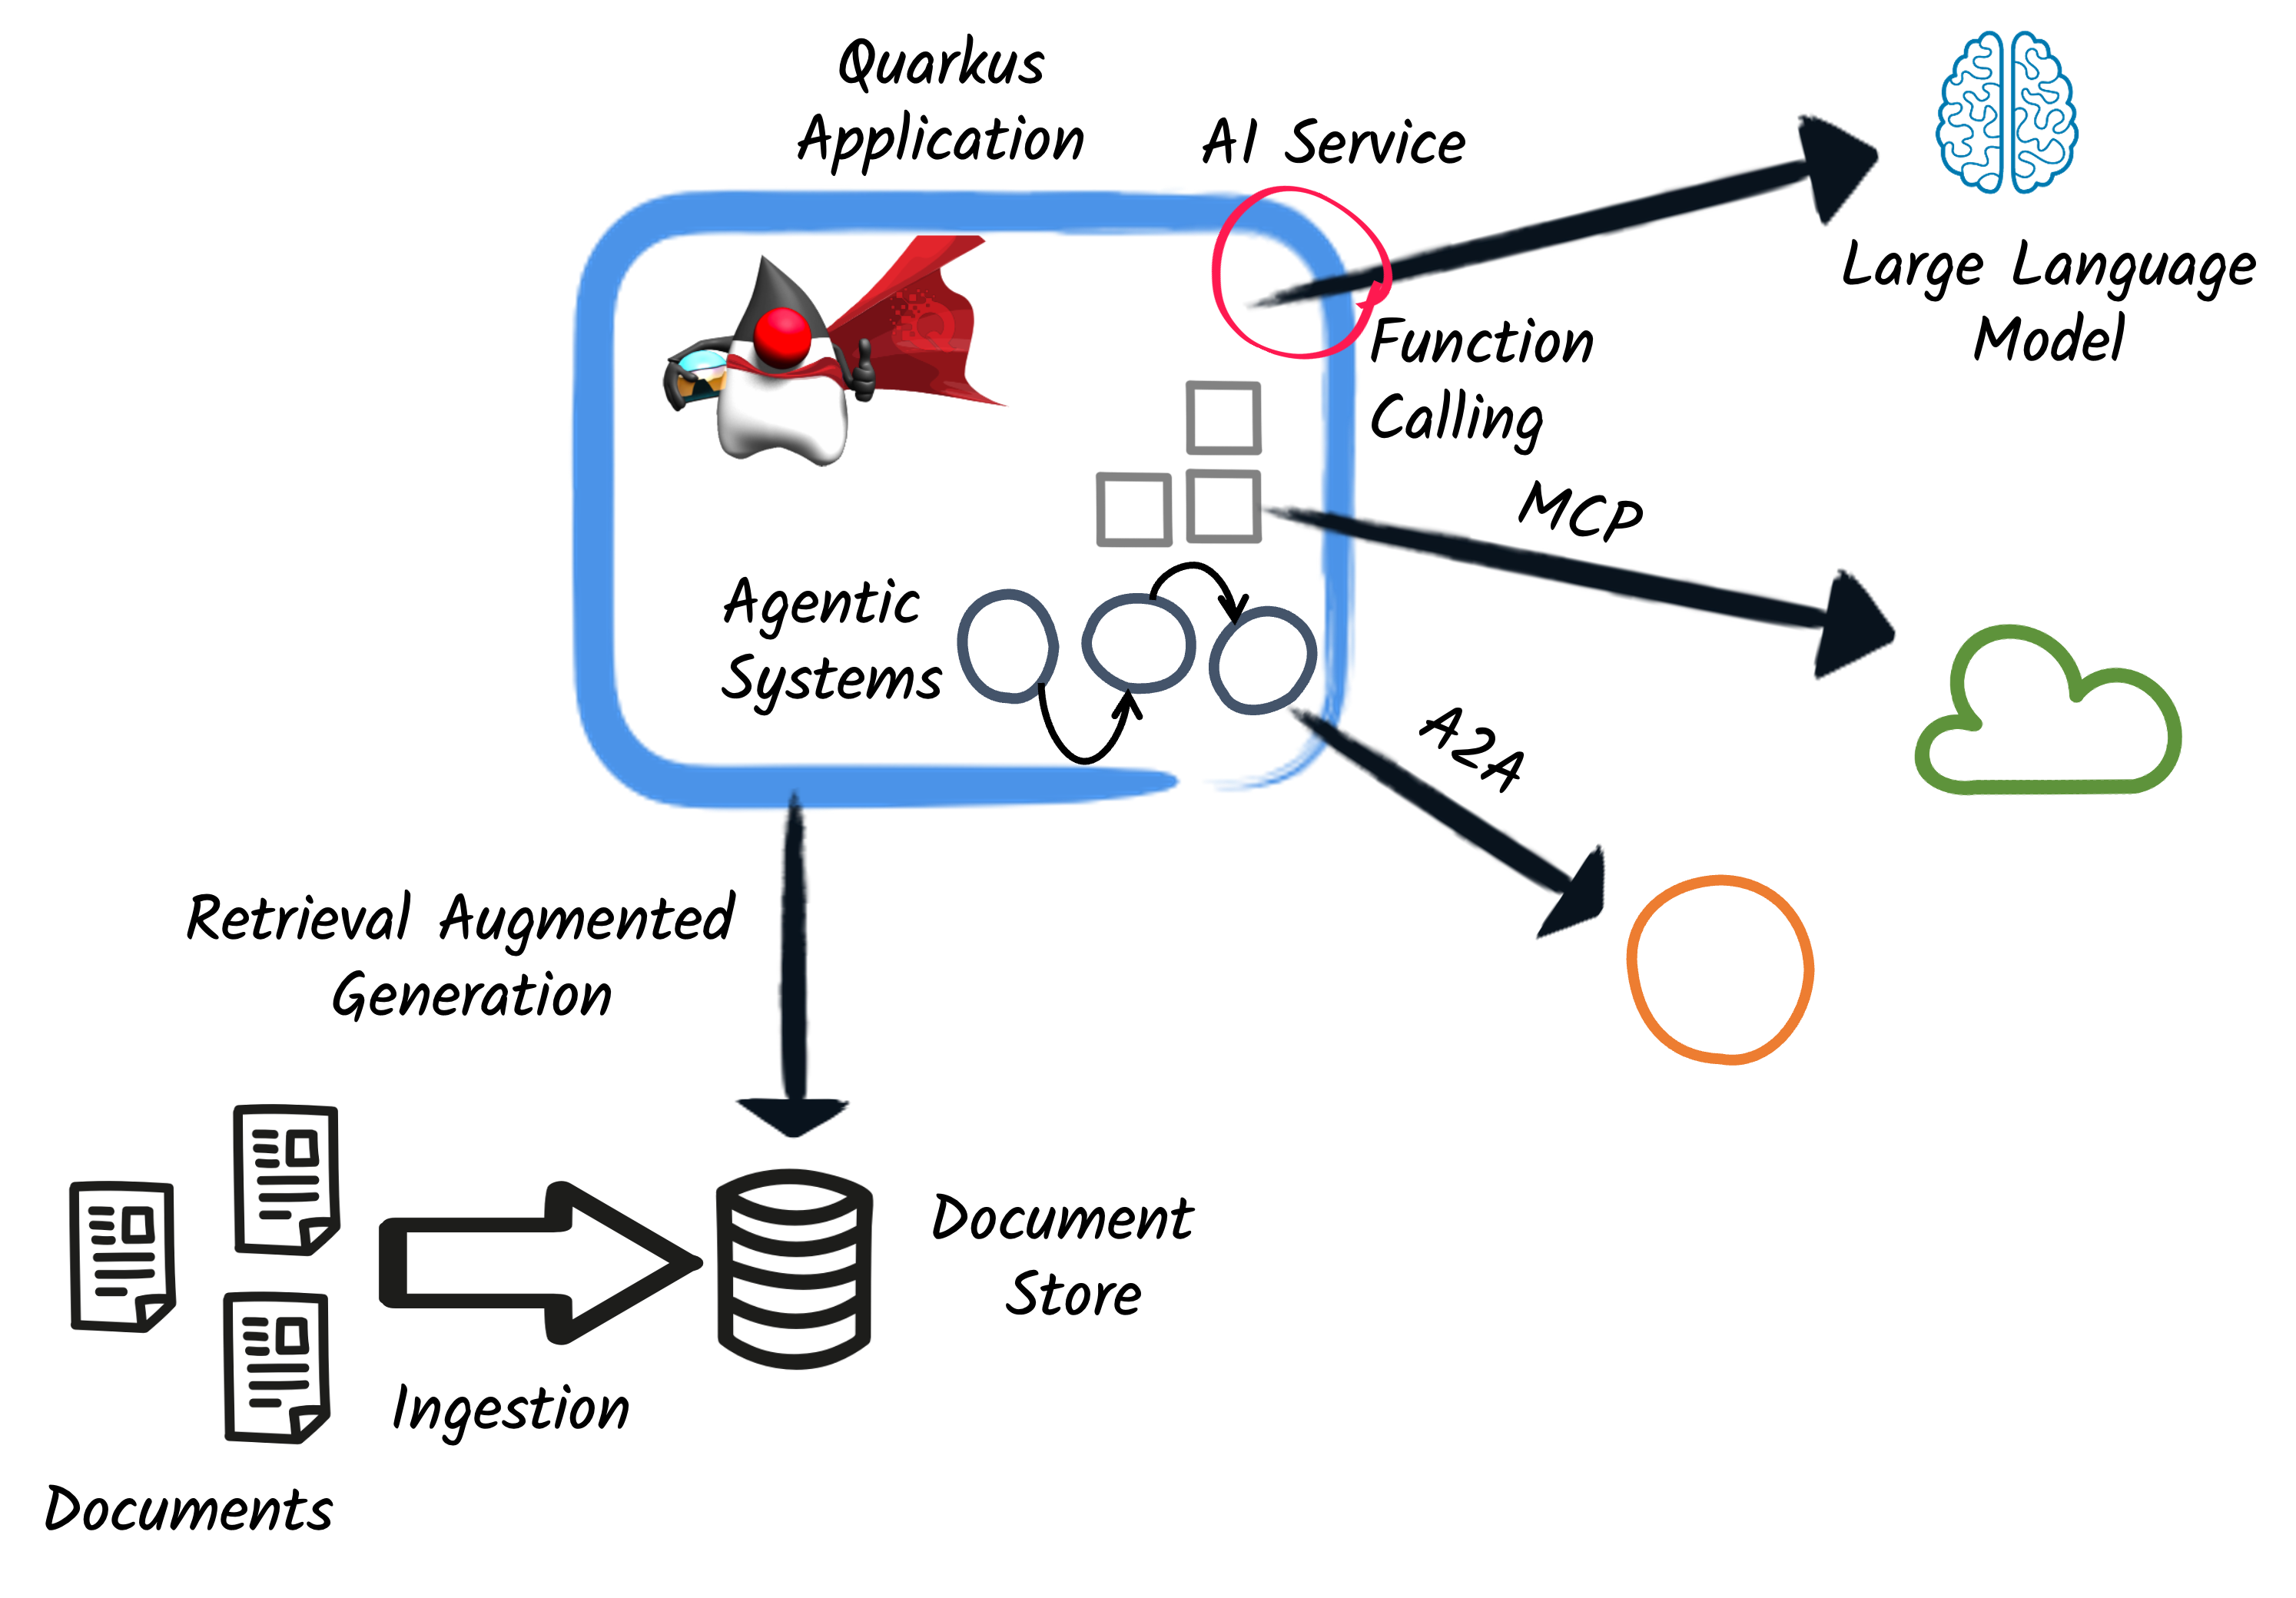 Quarkus
Application
AI Service
Large Language
Model
Function
Calling
MCP
Agentic
Systems
A2A
Retrieval Augmented
Generation
Document
Store
Ingestion
Documents